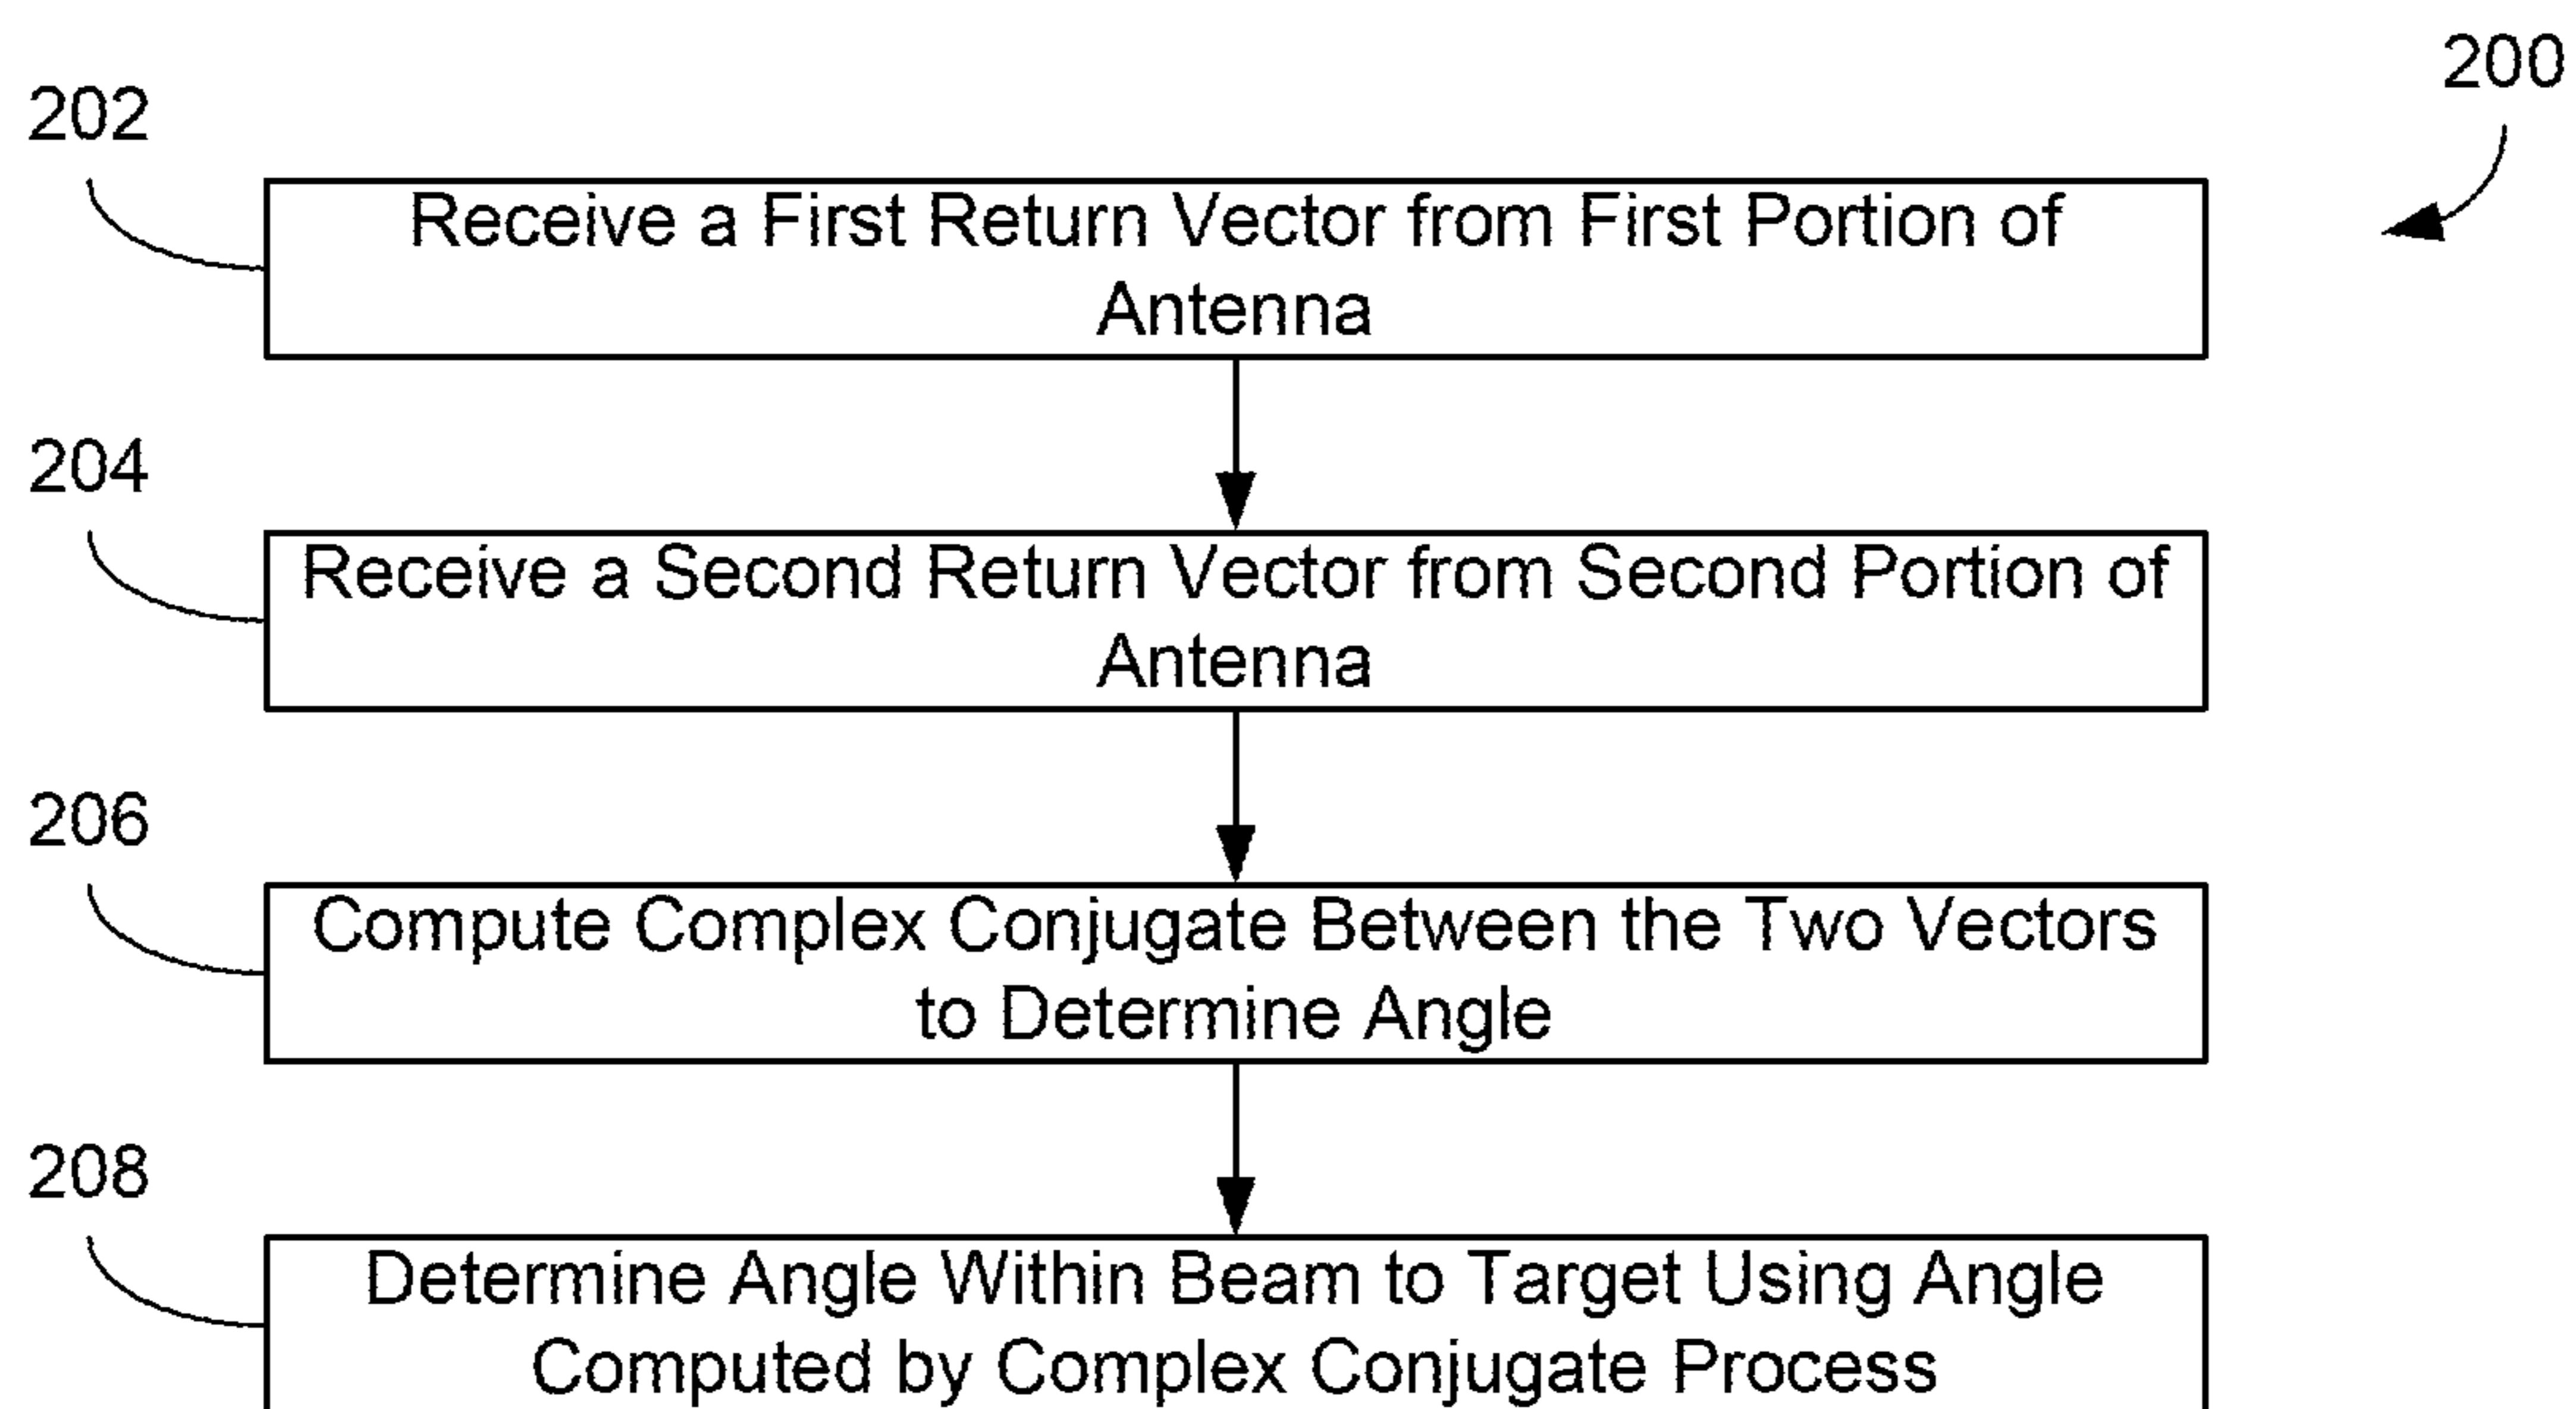 200
202
Receive a First Return Vector from First Portion of
Antenna
204
Receive a Second Return Vector from Second Portion of
Antenna
206
Compute Complex Conjugate Between the Two Vectors
to Determine Angle
208
Determine Angle Within Beam to Target Using Angle
Computed by Complex Conjugate Process